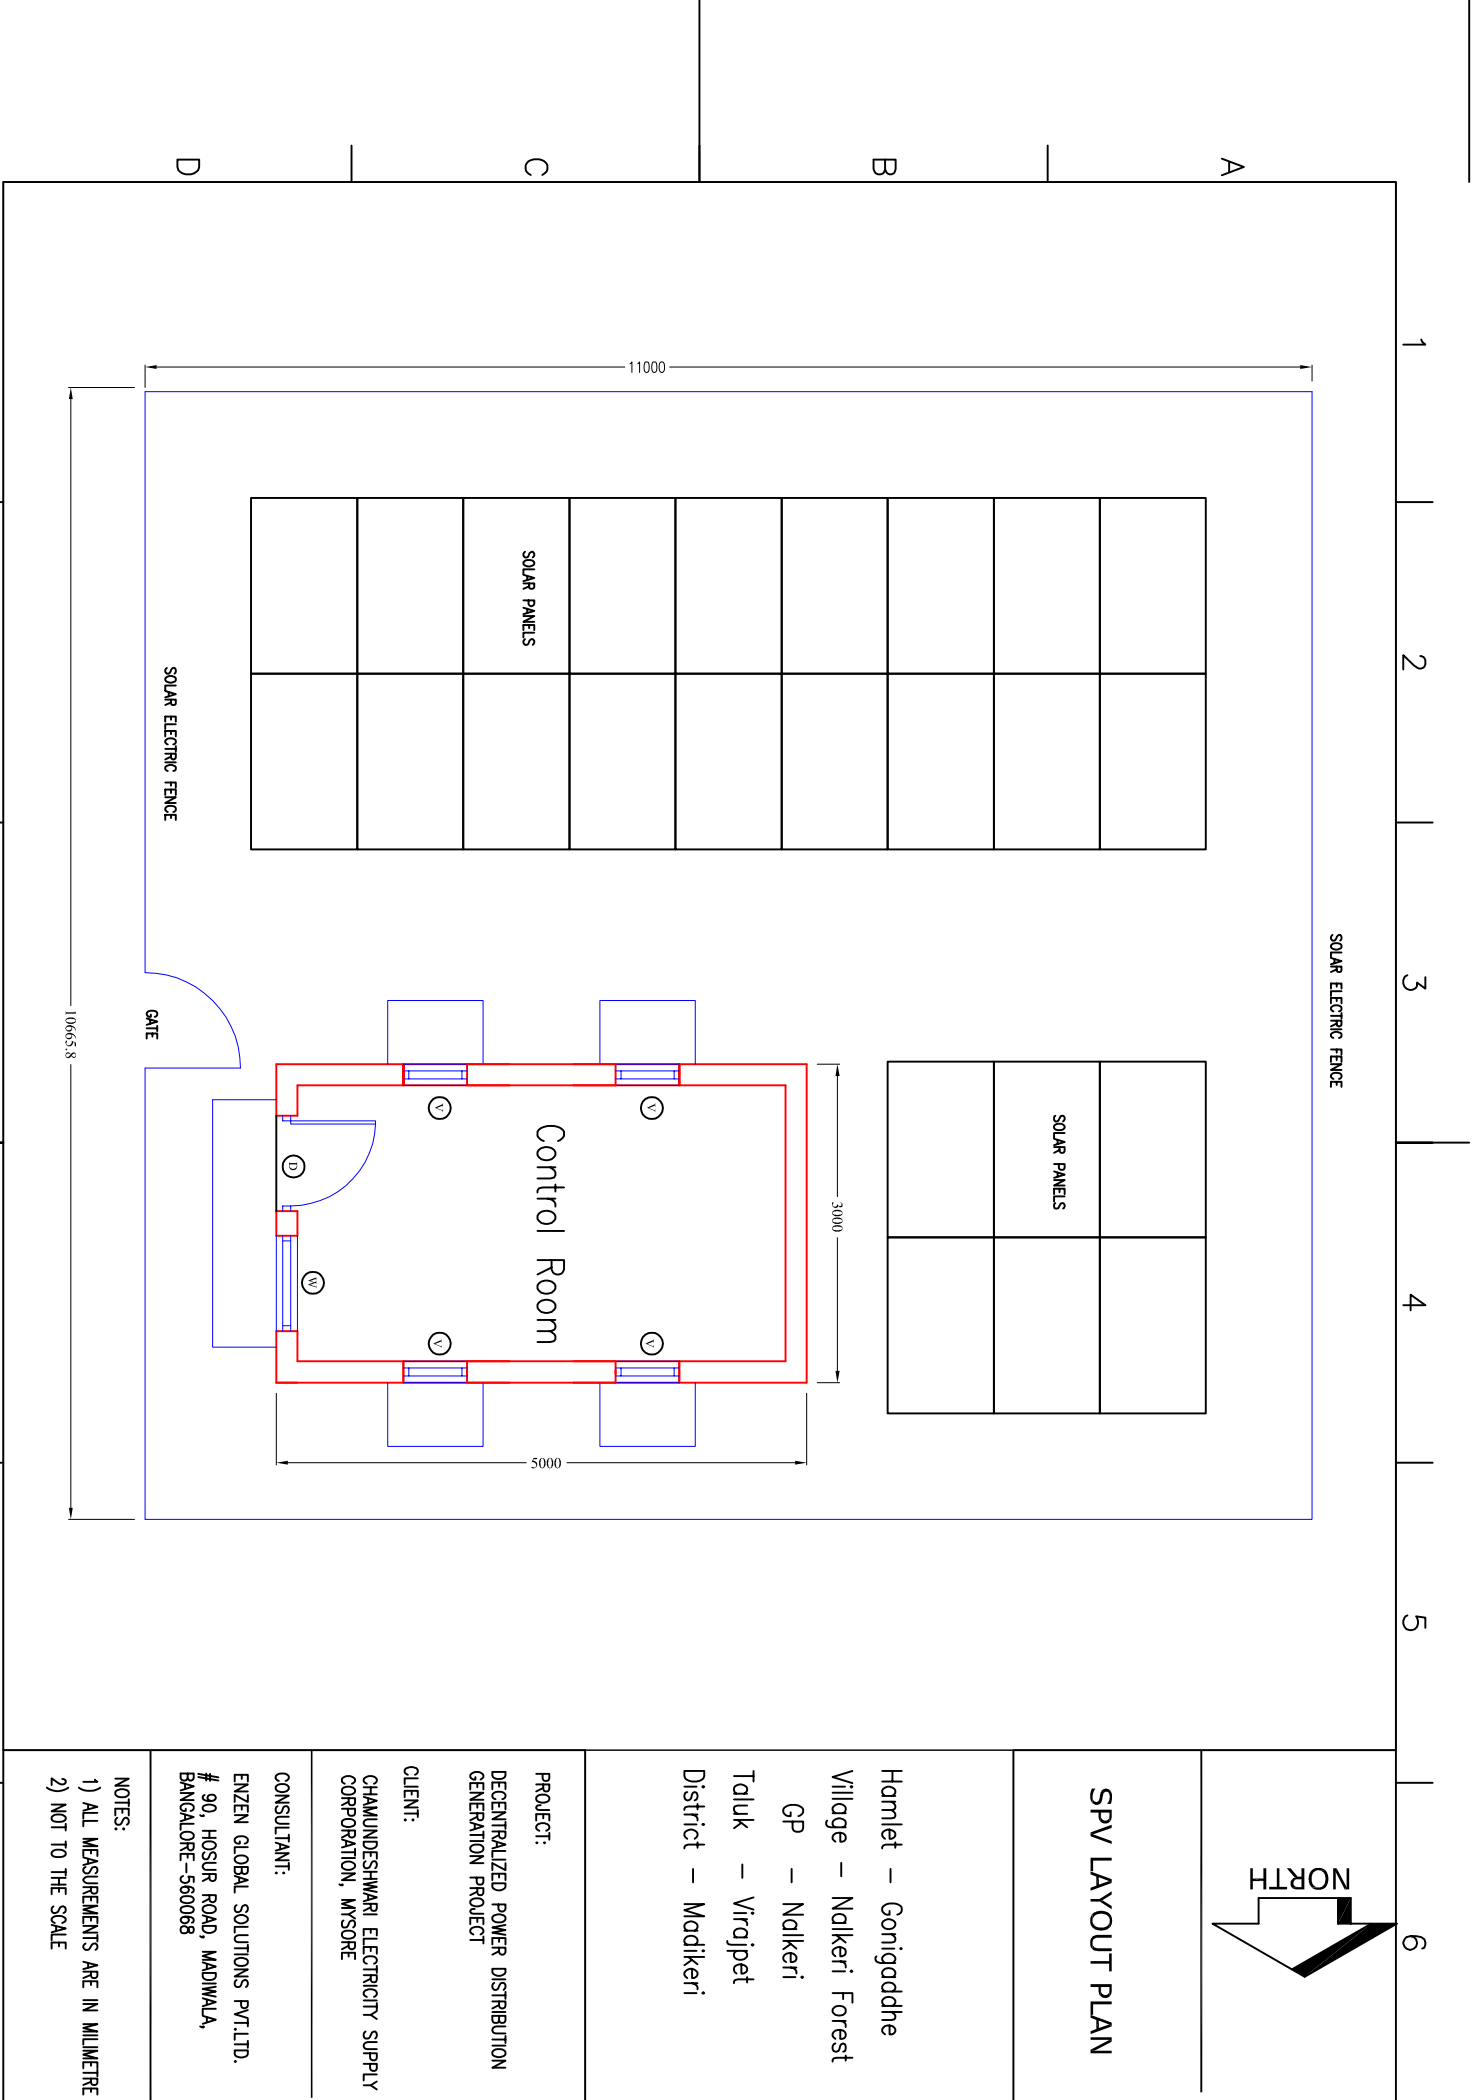 1
2
3
4
5
6
A
B
C
D
SOLAR ELECTRIC FENCE
SOLAR PANELS
SOLAR PANELS
11000
3000
5000
Control Room
V
V
V
V
D
W
SOLAR ELECTRIC FENCE
GATE
10665.8
NORTH
SPV LAYOUT PLAN
Hamlet - Gonigaddhe
Village - Nalkeri Forest
GP - Nalkeri
Taluk - Virajpet
District - Madikeri
PROJECT:
DECENTRALIZED POWER DISTRIBUTION
GENERATION PROJECT
CLIENT:
CHAMUNDESHWARI ELECTRICITY SUPPLY
CORPORATION, MYSORE
CONSULTANT:
ENZEN GLOBAL SOLUTIONS PVT.LTD.
# 90, HOSUR ROAD, MADIWALA,
BANGALORE-560068
NOTES:
1) ALL MEASUREMENTS ARE IN MILIMETRE
2) NOT TO THE SCALE